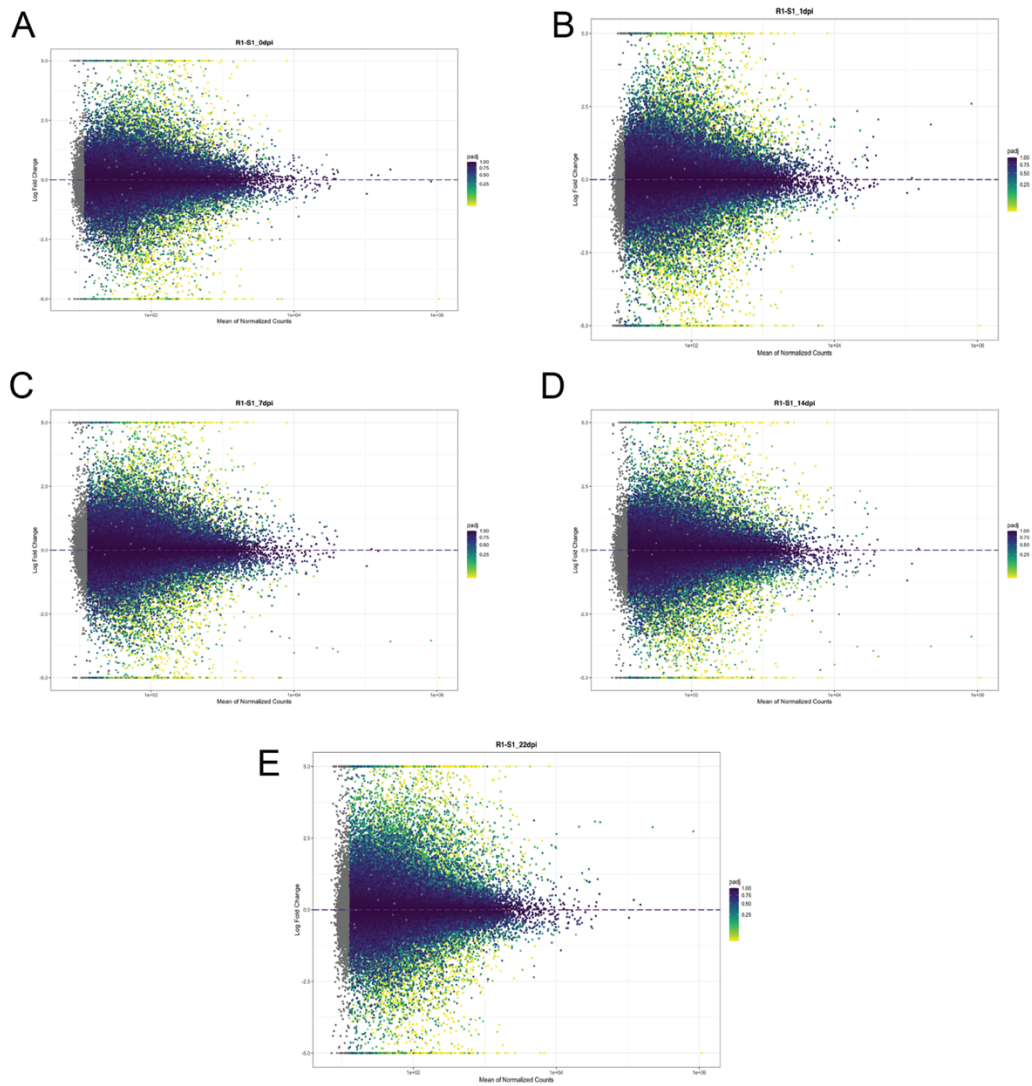 A
R1-S1_0dpi
5.0
2.5
0.0
-2.5
-5.0
Log Fold Change
1e+02
1e+04
1e+06
Mean of Normalized Counts
padj
1.00
0.75
0.50
0.25
B
R1-S1_1dpi
5.0
2.5
0.0
-2.5
-5.0
Log Fold Change
1e+02
1e+04
1e+06
Mean of Normalized Counts
padj
1.00
0.75
0.50
0.25
C
R1-S1_7dpi
5.0
2.5
0.0
-2.5
-5.0
Log Fold Change
1e+02
1e+04
1e+06
Mean of Normalized Counts
padj
1.00
0.75
0.50
0.25
D
R1-S1_14dpi
5.0
2.5
0.0
-2.5
-5.0
Log Fold Change
1e+02
1e+04
1e+06
Mean of Normalized Counts
padj
1.00
0.75
0.50
0.25
E
R1-S1_22dpi
5.0
2.5
0.0
-2.5
-5.0
Log Fold Change
1e+02
1e+04
1e+06
Mean of Normalized Counts
padj
1.00
0.75
0.50
0.25